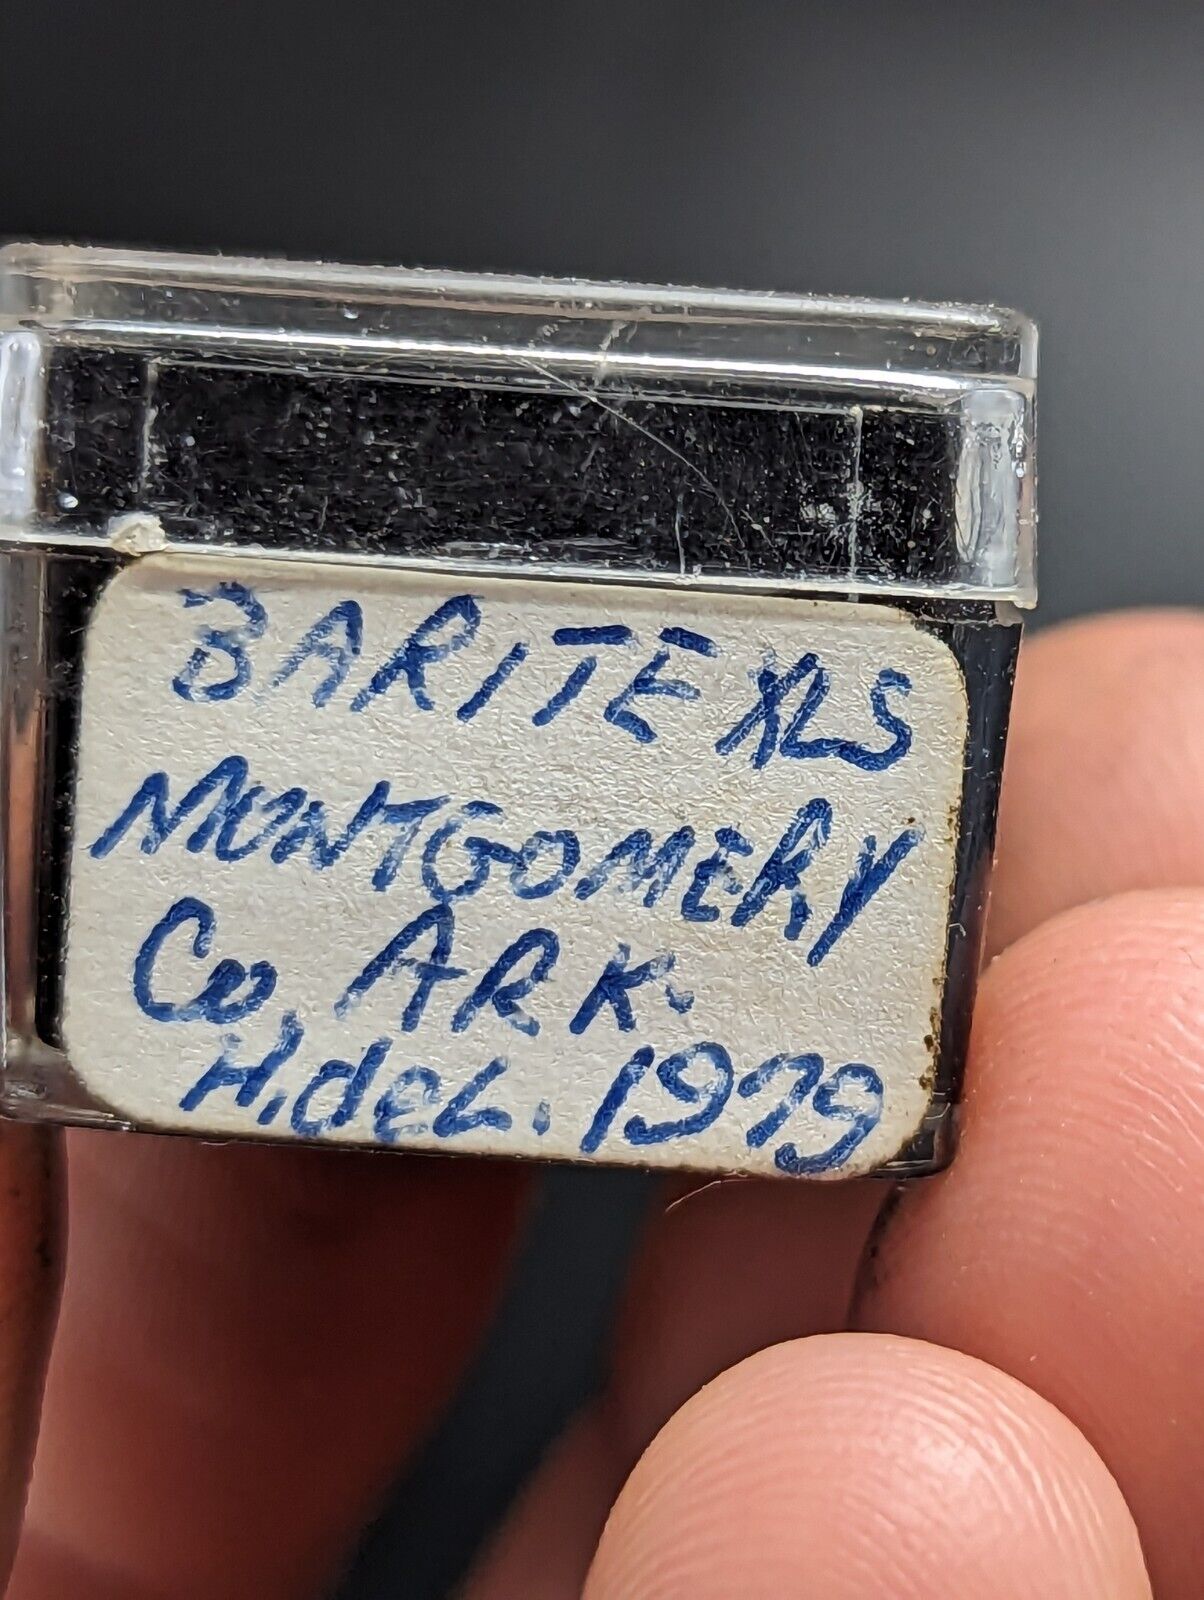 BARITE XLS
MONTGOMERY
Co, ARK.
H. deL. 1979